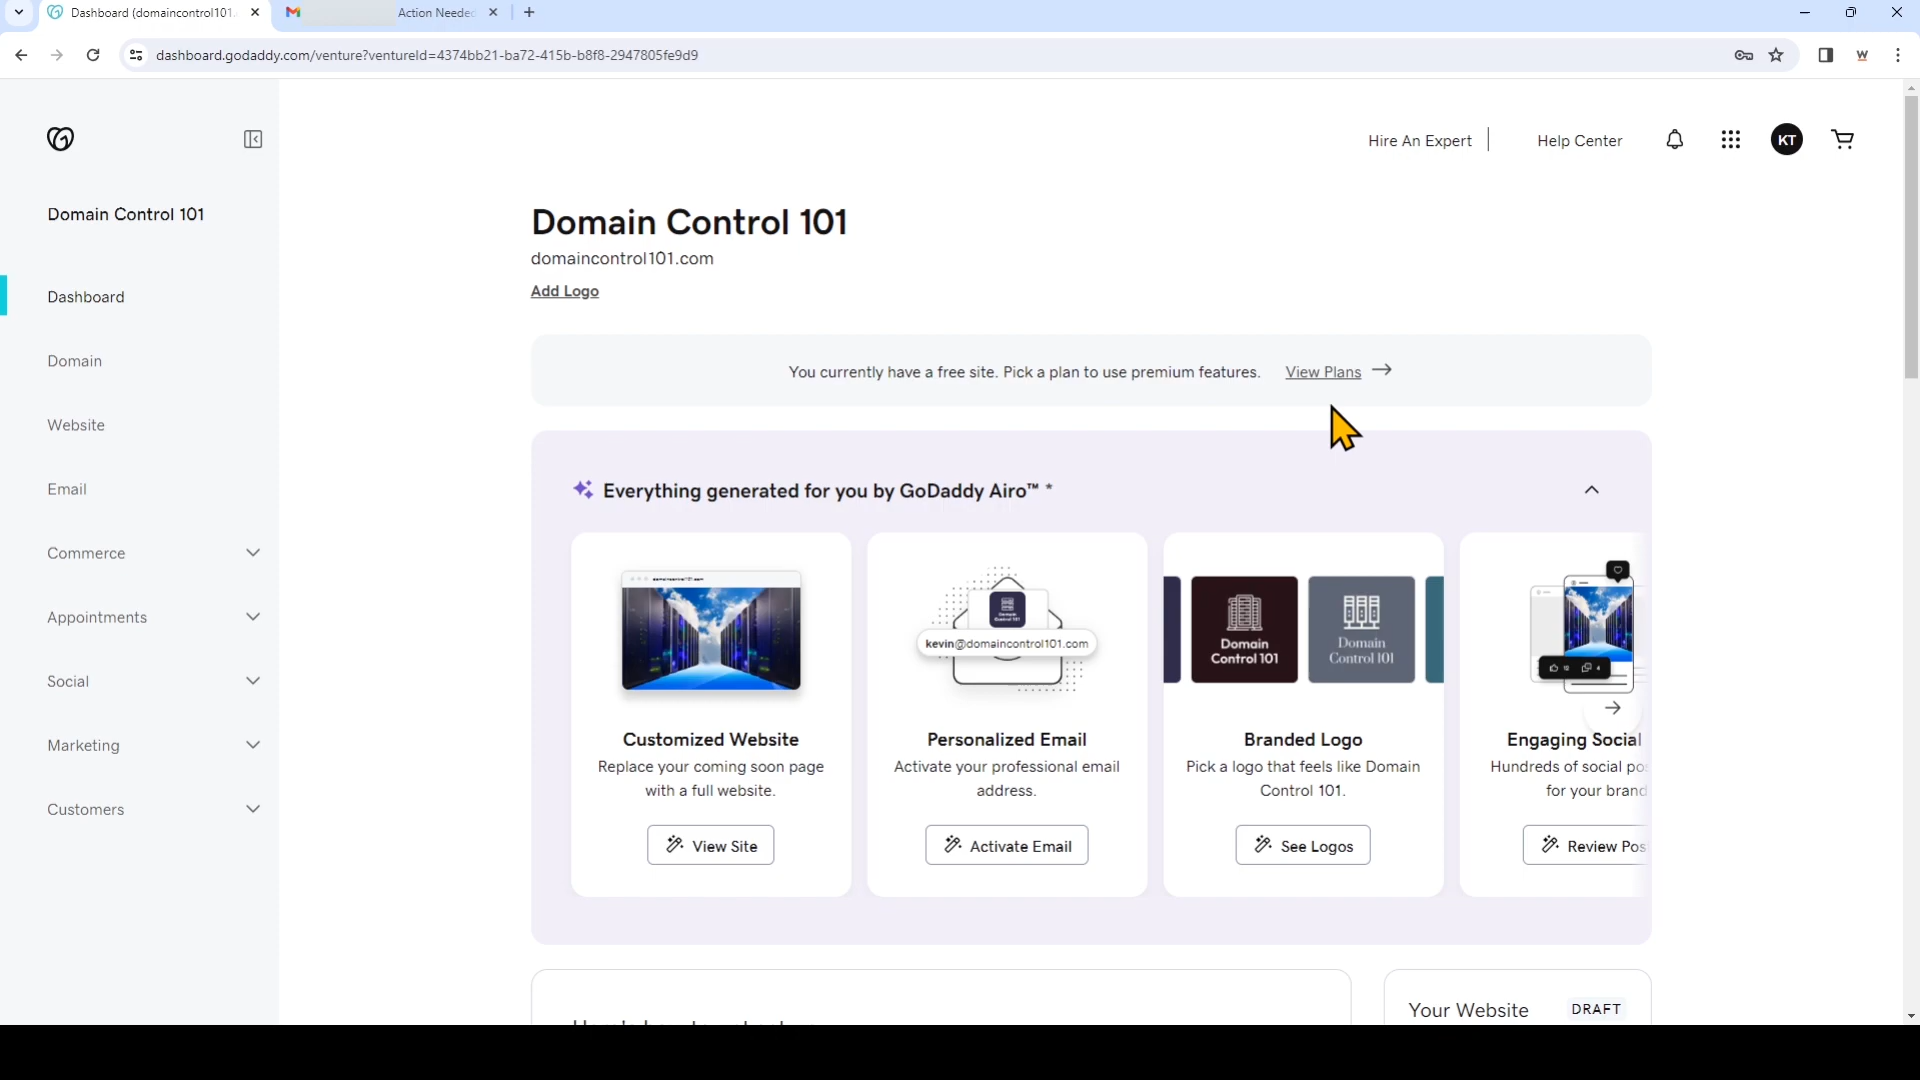 Dashboard (domaincontrol101.
Action Needed
dashboard.godaddy.com/venture?ventureId=4374bb21-ba72-415b-b8f8-2947805fe9d9
W
Hire An Expert
Help Center
KT
Domain Control 101
Dashboard
Domain
Website
Email
Commerce
Appointments
Social
Marketing
Customers
Domain Control 101
domaincontrol101.com
Add Logo
You currently have a free site. Pick a plan to use premium features. View Plans
Everything generated for you by GoDaddy Airo™ *
Customized Website
Replace your coming soon page
with a full website.
View Site
kevin@domaincontrol101.com
Personalized Email
Activate your professional email
address.
Activate Email
Domain
Control 101
Domain
Control 101
Branded Logo
Pick a logo that feels like Domain
Control 101.
See Logos
Engaging Social
Hundreds of social po
for your brand
Review Pos
Your Website
DRAFT